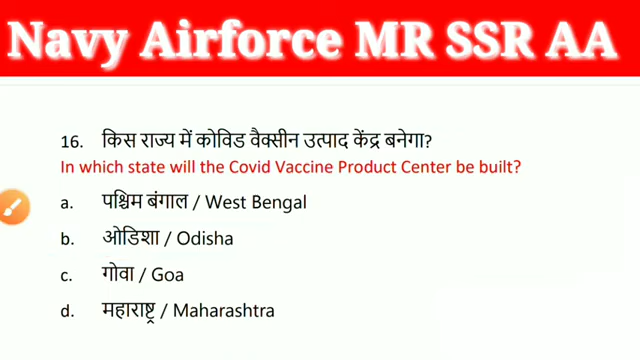 Navy Airforce MR SSR AA
16. किस राज्य में कोविड वैक्सीन उत्पाद केंद्र बनेगा?
In which state will the Covid Vaccine Product Center be built?
a. पश्चिम बंगाल / West Bengal
b. ओडिशा / Odisha
c. गोवा / Goa
d. महाराष्ट्र / Maharashtra